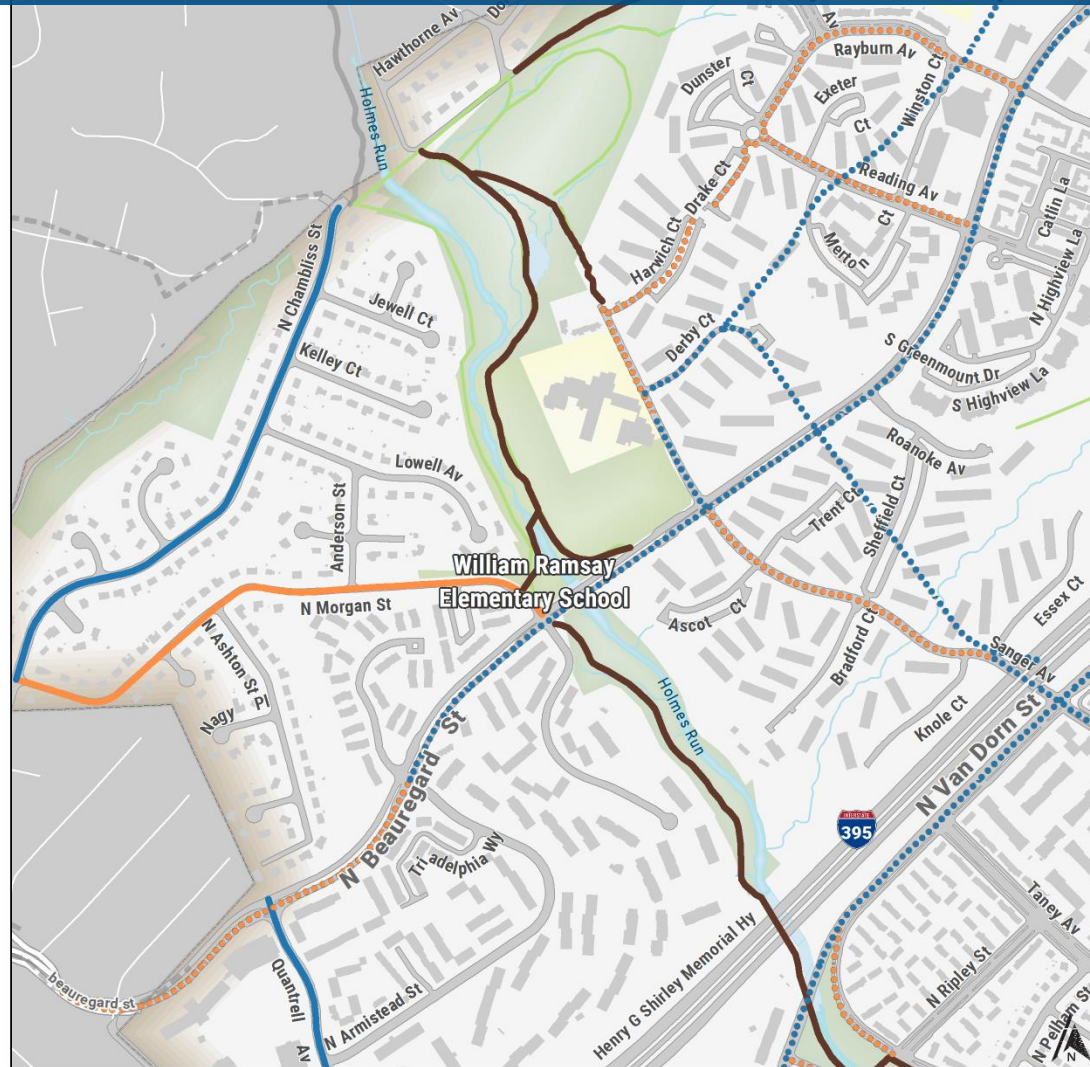 Hawthorne Av
Do
Av
Rayburn Av
Dunster
Ct
Exeter
Ct
Winston Ct
Holmes Run
Reading Av
Drake Ct
Harwich Ct
Merton
Ct
Catlin La
N Highview La
N Chambliss St
Jewell Ct
Kelley Ct
Derby Ct
S Greenmount Dr
S Highview La
Lowell Av
Roanoke Av
Anderson St
Trent Ct
Sheffield Ct
William Ramsay
Elementary School
N Morgan St
Ascot Ct
Essex Ct
N Ashton St
Bradford Ct
Sanger Av
Holmes Run
Nagy Pl
Knole Ct
N Van Dorn St
N Beauregard St
395
Triadelphia Wy
Taney Av
Henry G Shirley Memorial Hy
beauregard st
Quantrell
Av
N Armistead St
N Ripley St
N Pelham St
N